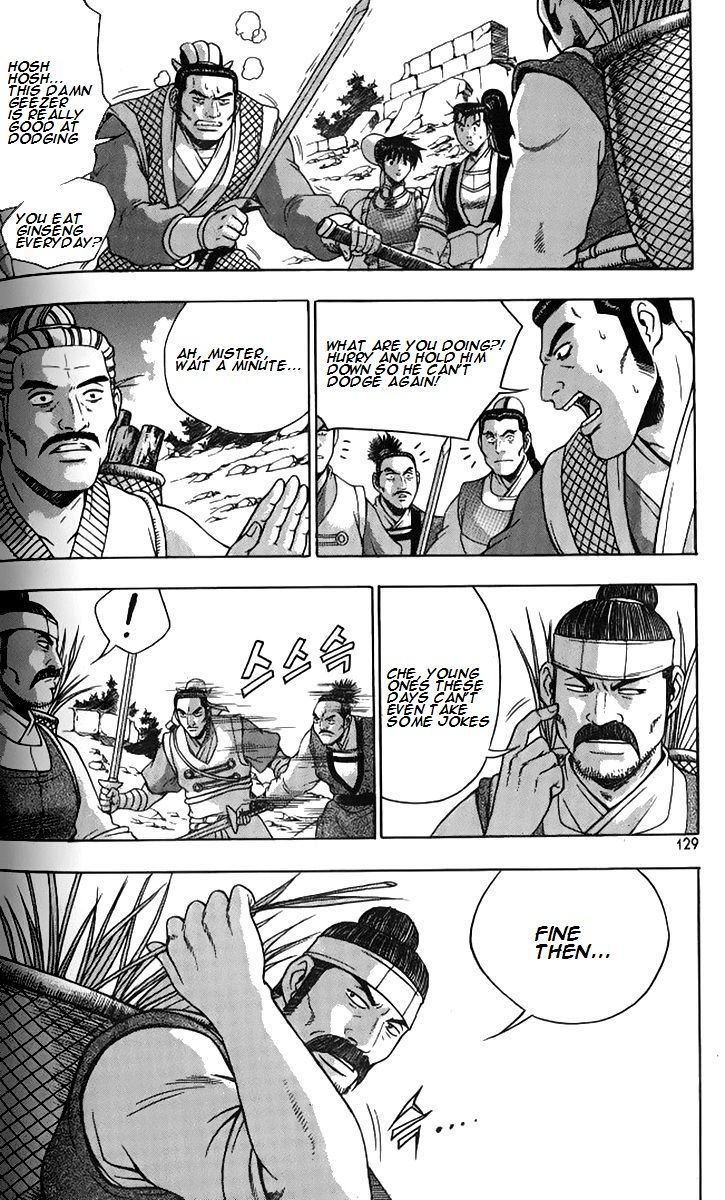 HOSH
HOSH...
THIS DAMN
GEEZER
IS REALLY
GOOD AT
DODGING
YOU EAT
GINSENG
EVERYDAY?
AH, MISTER,
WAIT A MINUTE...
WHAT ARE YOU DOING?!
HURRY AND HOLD HIM
DOWN SO HE CAN'T
DODGE AGAIN!
!
스스슥
CHE, YOUNG
ONES THESE
DAYS CAN'T
EVEN TAKE
SOME JOKES
129
FINE
THEN...